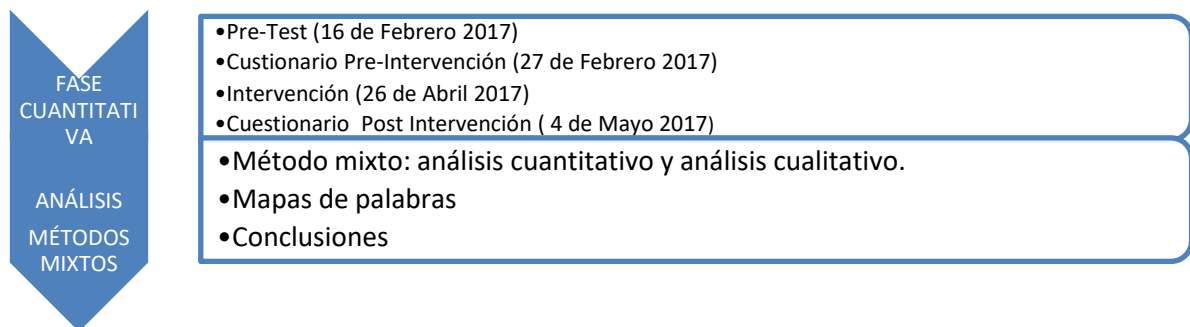 FASE
CUANTITATI
VA
•Pre-Test (16 de Febrero 2017)
•Custionario Pre-Intervención (27 de Febrero 2017)
•Intervención (26 de Abril 2017)
•Cuestionario Post Intervención ( 4 de Mayo 2017)
ANÁLISIS
MÉTODOS
MIXTOS
•Método mixto: análisis cuantitativo y análisis cualitativo.
•Mapas de palabras
•Conclusiones